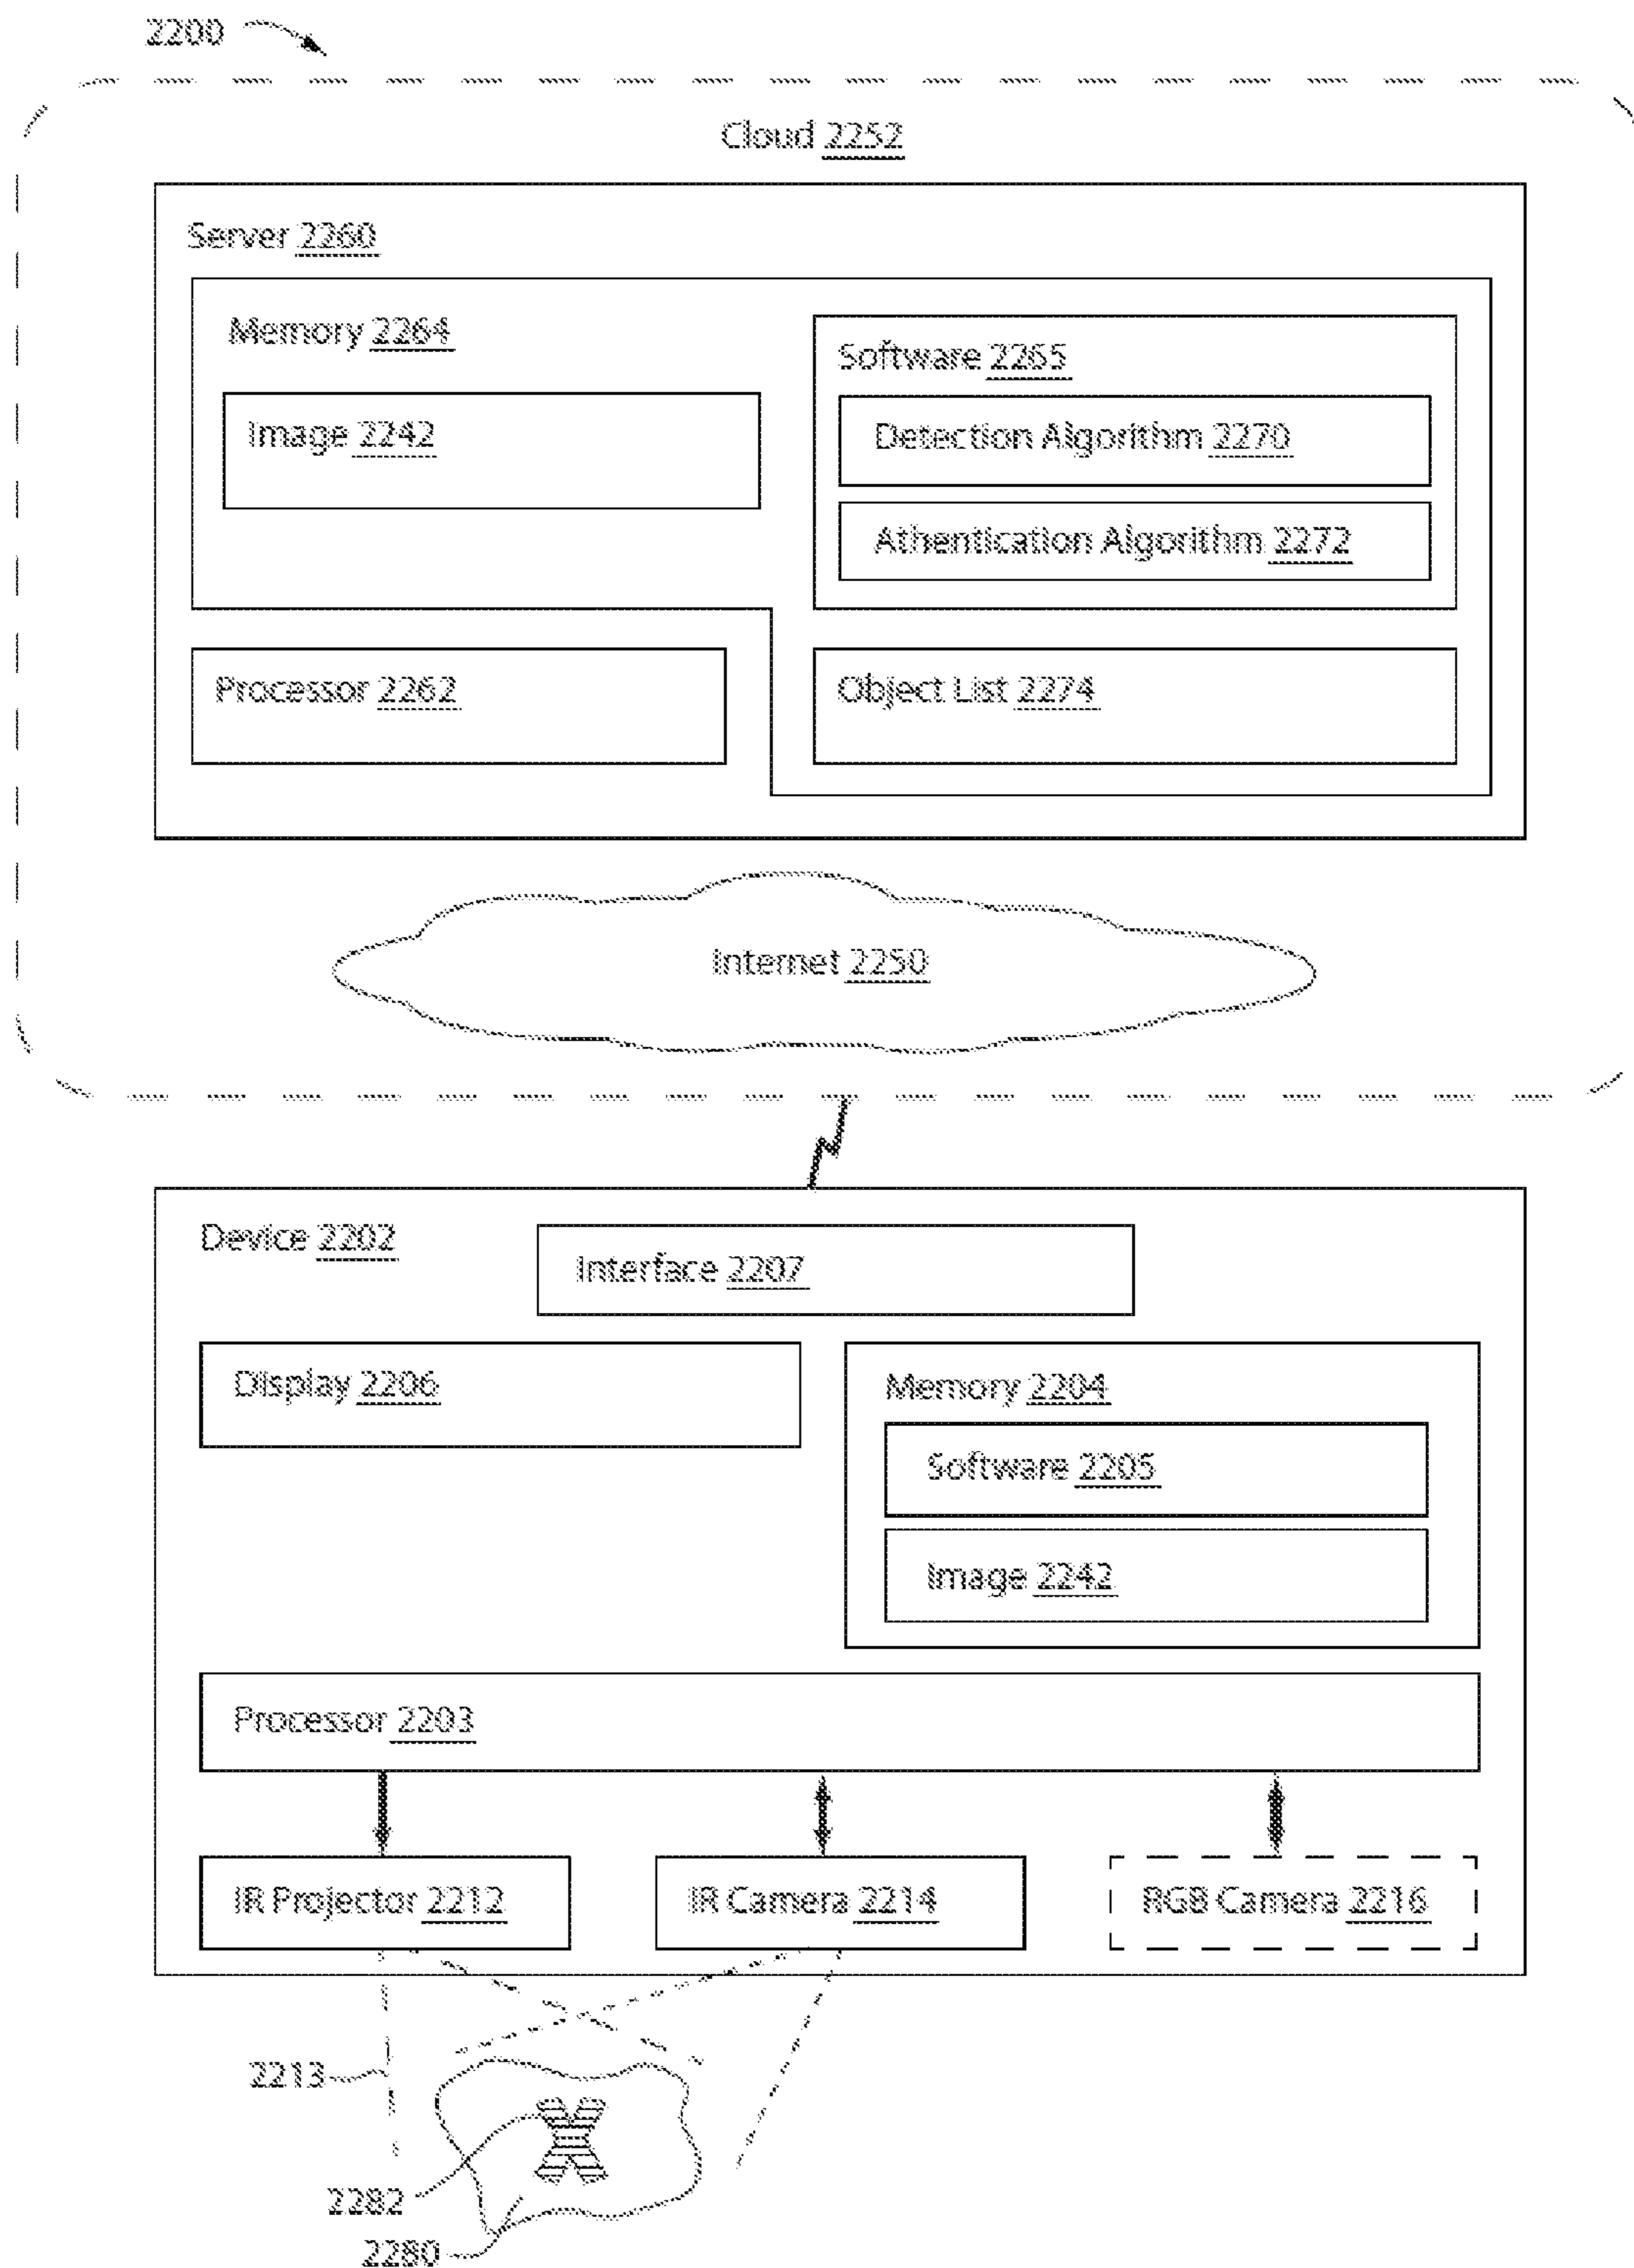 2200
Cloud 2252
Server 2260
Memory 2264
Software 2265
Image 2242
Detection Algorithm 2270
Athentication Algorithm 2272
Processor 2262
Object List 2274
Internet 2250
Device 2202
Interface 2207
Display 2206
Memory 2204
Software 2205
Image 2242
Processor 2203
IR Projector 2212
IR Camera 2214
RGB Camera 2216
2213
2282
2280